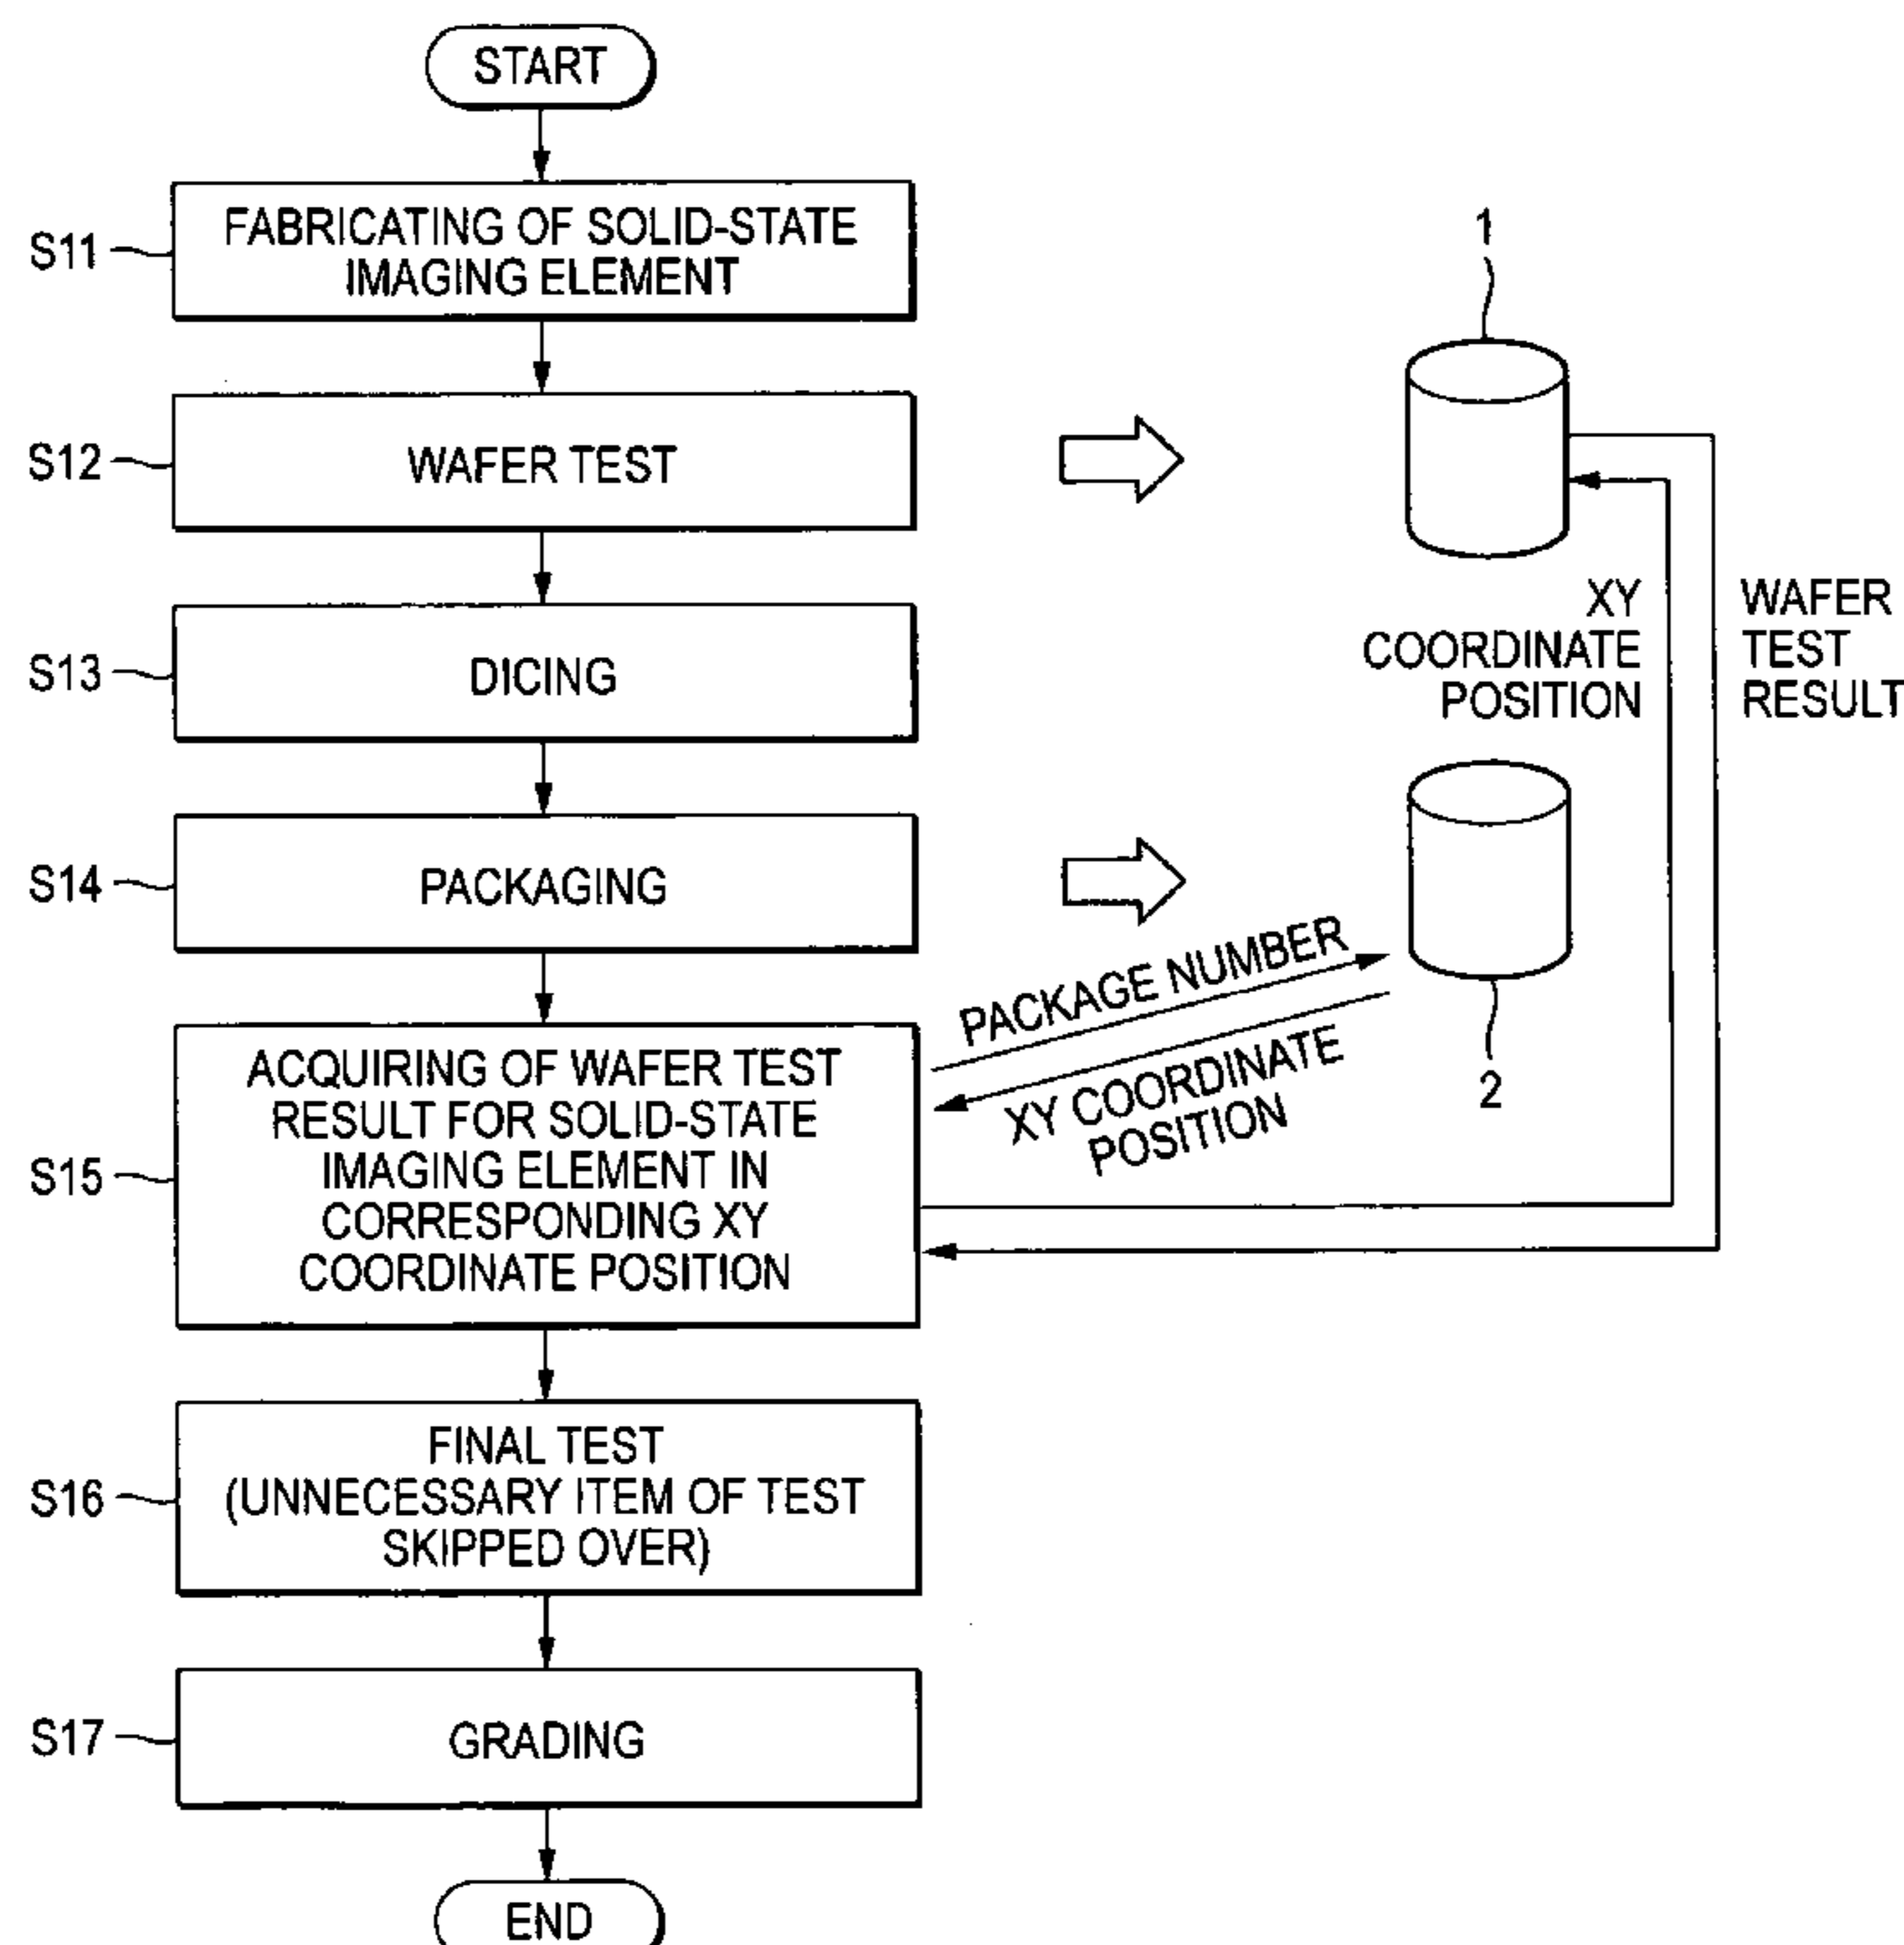 START
S11
FABRICATING OF SOLID-STATE
IMAGING ELEMENT
1
S12
WAFER TEST
XY
COORDINATE
POSITION
WAFER
TEST
RESULT
S13
DICING
S14
PACKAGING
2
PACKAGE NUMBER
XY COORDINATE
POSITION
S15
ACQUIRING OF WAFER TEST
RESULT FOR SOLID-STATE
IMAGING ELEMENT IN
CORRESPONDING XY
COORDINATE POSITION
S16
FINAL TEST
(UNNECESSARY ITEM OF TEST
SKIPPED OVER)
S17
GRADING
END